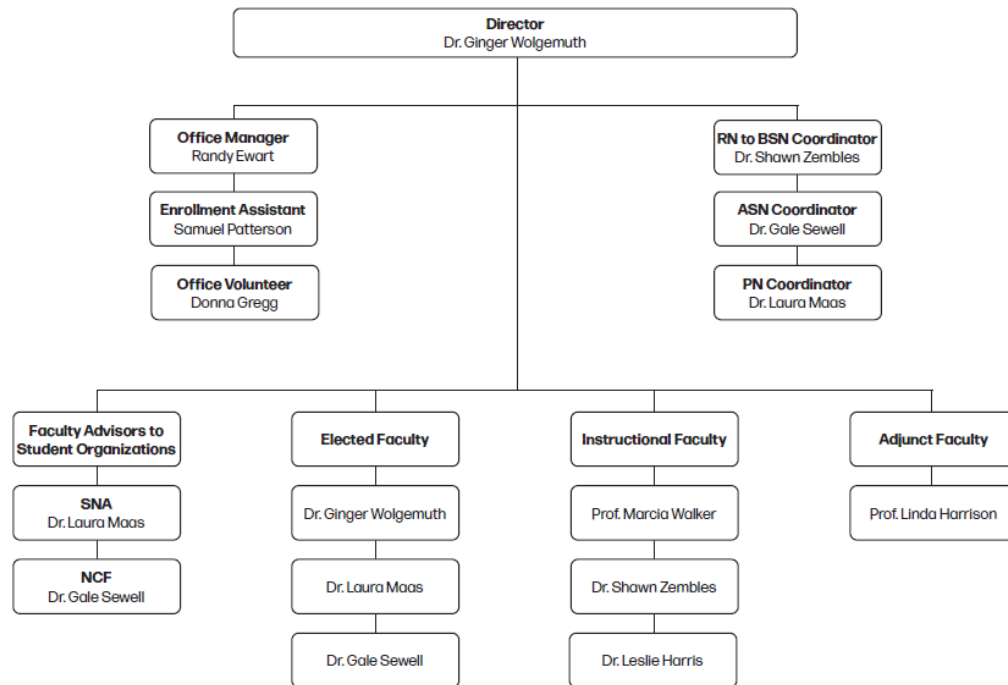 Director
Dr. Ginger Wolgemuth
Office Manager
Randy Ewart
RN to BSN Coordinator
Dr. Shawn Zembles
Enrollment Assistant
Samuel Patterson
ASN Coordinator
Dr. Gale Sewell
Office Volunteer
Donna Gregg
PN Coordinator
Dr. Laura Maas
Faculty Advisors to
Student Organizations
SNA
Dr. Laura Maas
NCF
Dr. Gale Sewell
Elected Faculty
Dr. Ginger Wolgemuth
Dr. Laura Maas
Dr. Gale Sewell
Instructional Faculty
Prof. Marcia Walker
Dr. Shawn Zembles
Dr. Leslie Harris
Adjunct Faculty
Prof. Linda Harrison